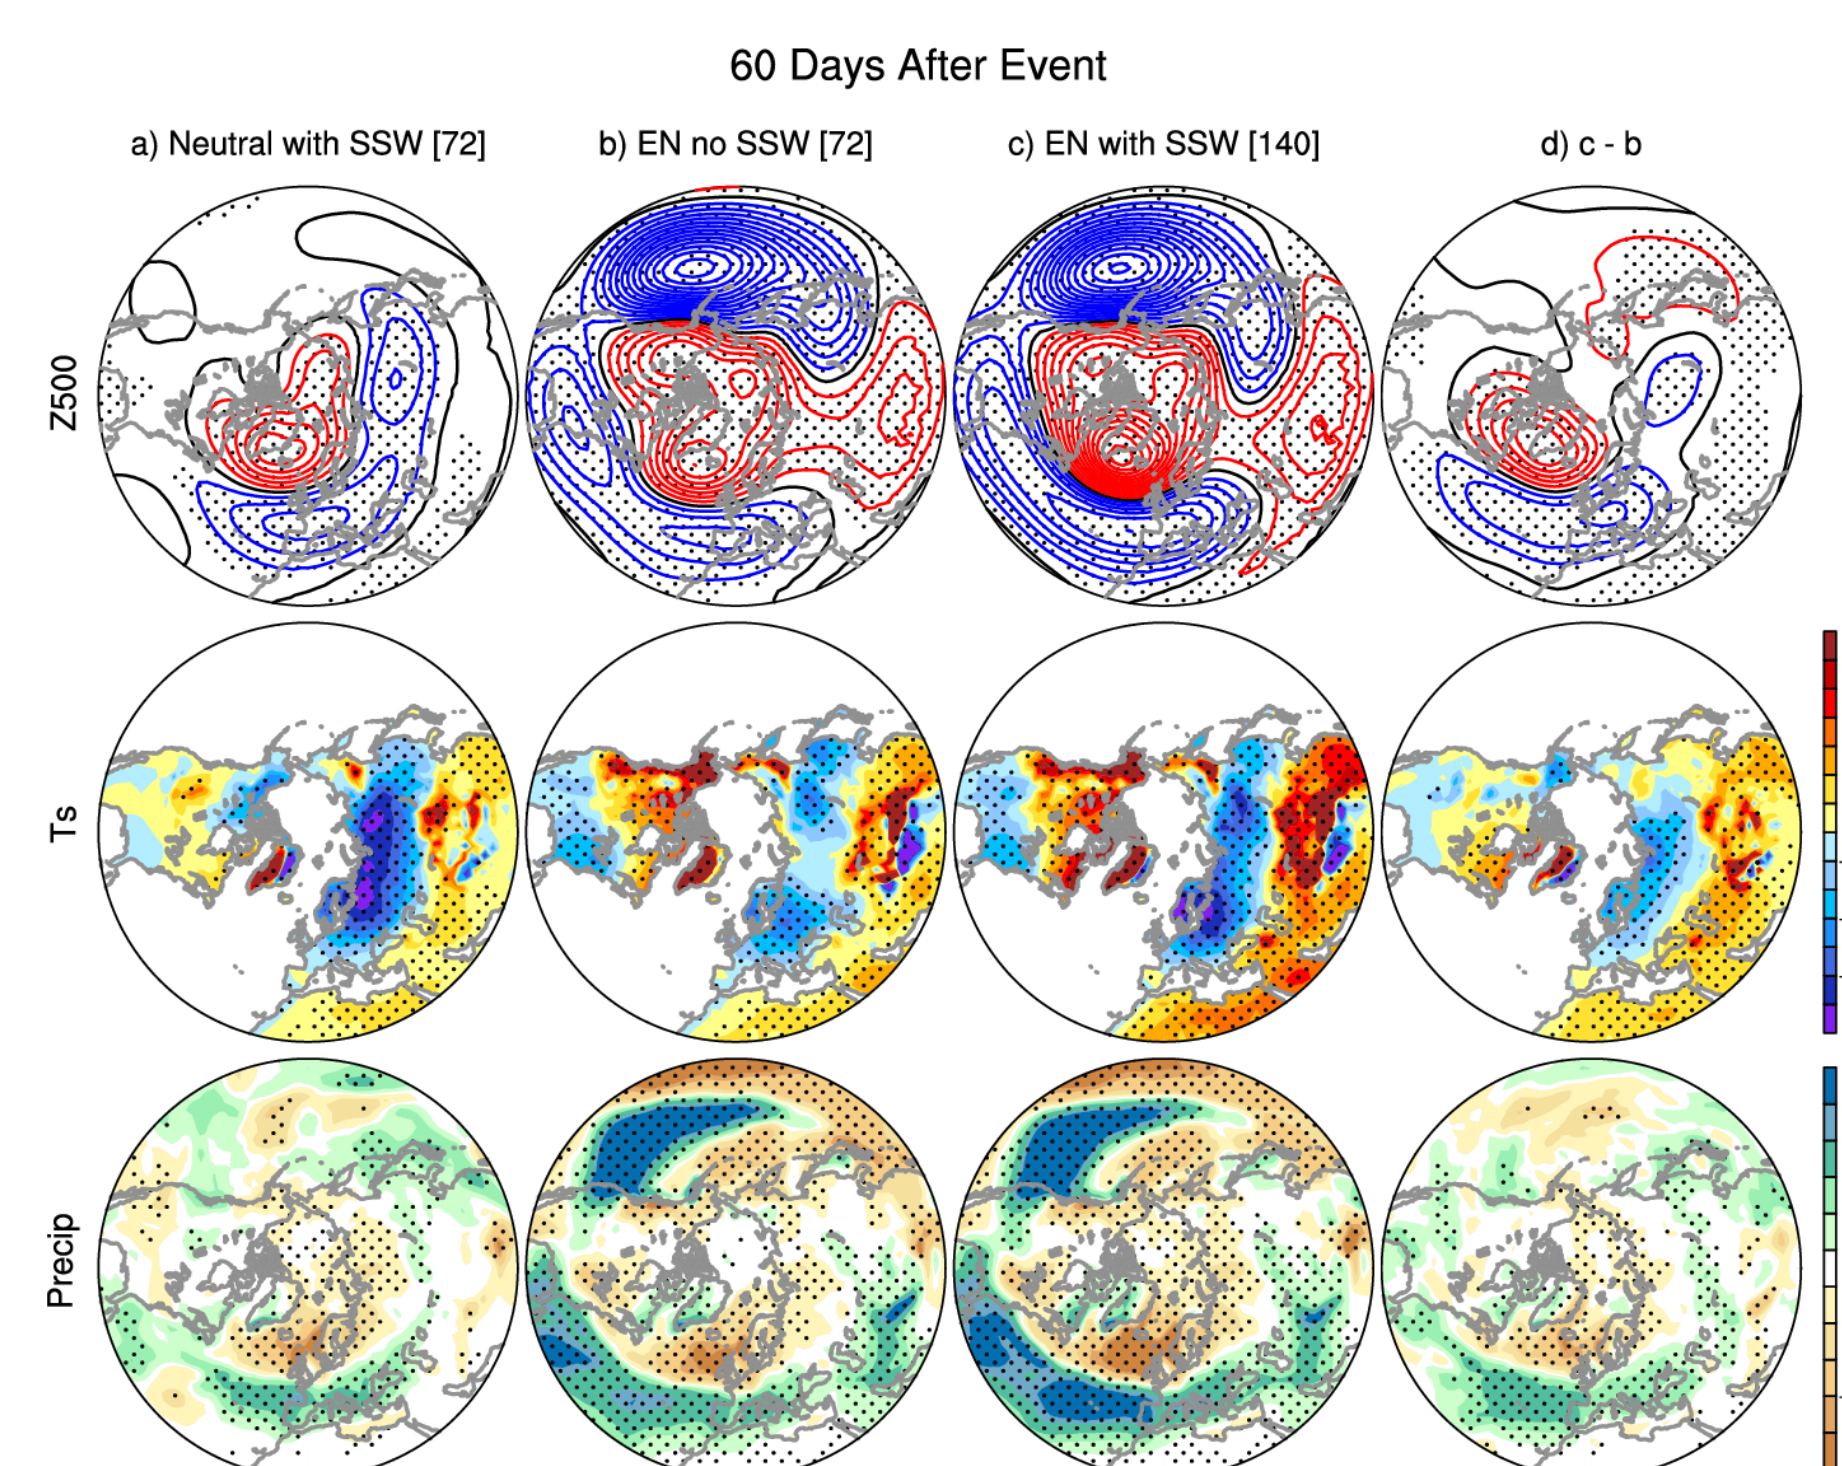 60 Days After Event
a) Neutral with SSW [72]
b) EN no SSW [72]
c) EN with SSW [140]
d) c - b
Z500
Ts
Precip